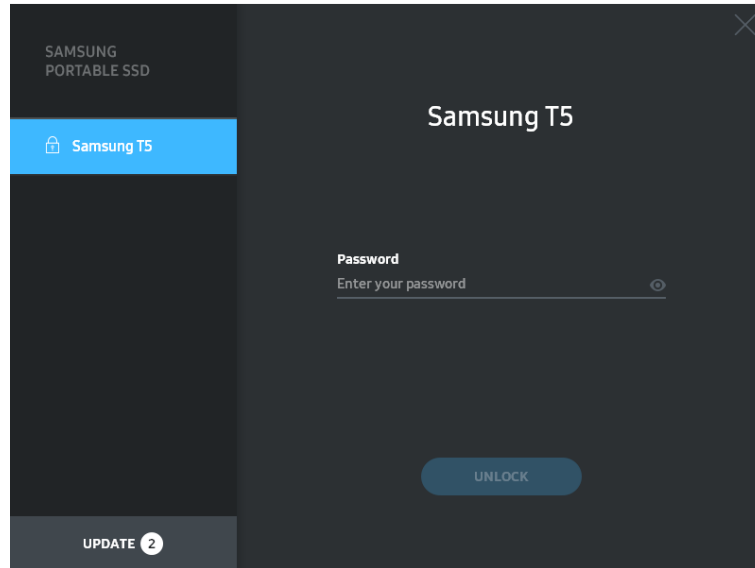 SAMSUNG
PORTABLE SSD
Samsung T5
Samsung T5
Password
Enter your password
UNLOCK
UPDATE 2